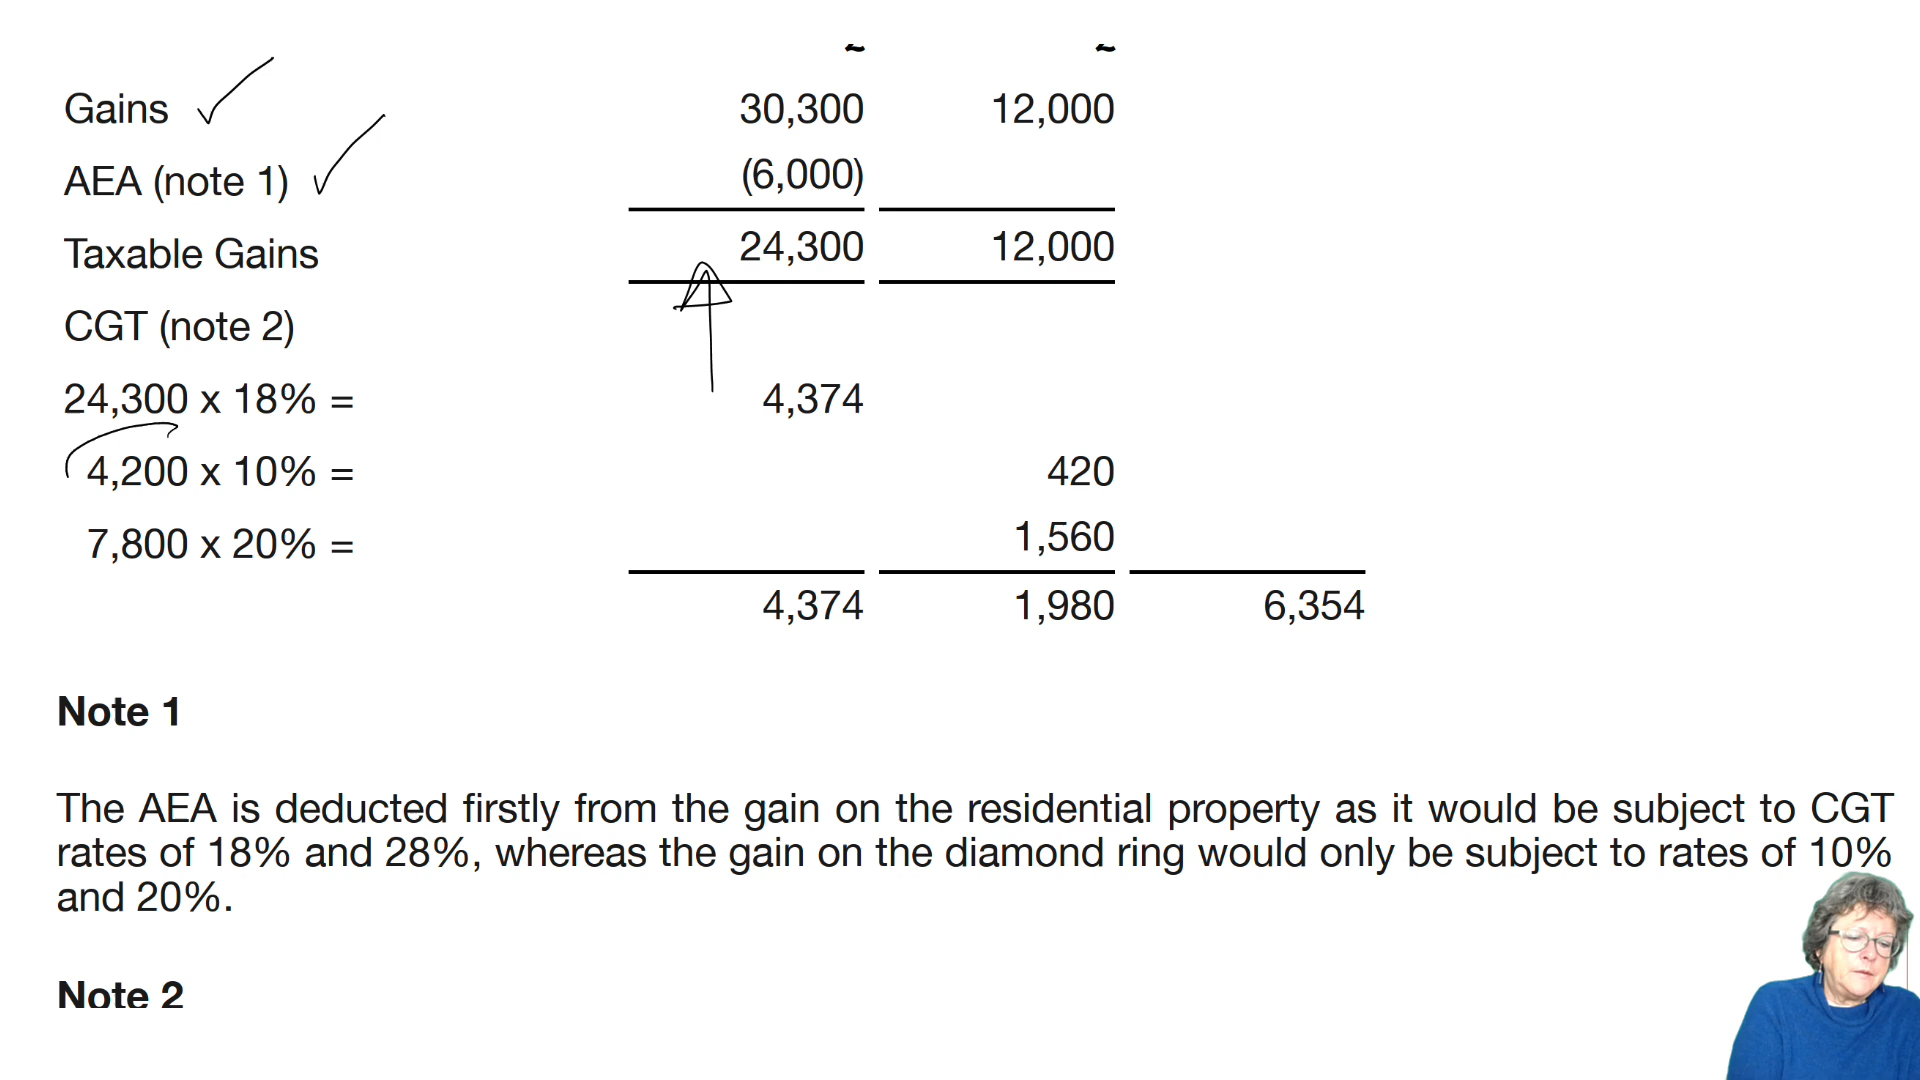 Gains 30,300 12,000
AEA (note 1) (6,000)
Taxable Gains 24,300 12,000
CGT (note 2)
24,300 x 18% = 4,374
4,200 x 10% = 420
7,800 x 20% = 1,560
4,374 1,980 6,354
Note 1
The AEA is deducted firstly from the gain on the residential property as it would be subject to CGT
rates of 18% and 28%, whereas the gain on the diamond ring would only be subject to rates of 10%
and 20%.
Note 2